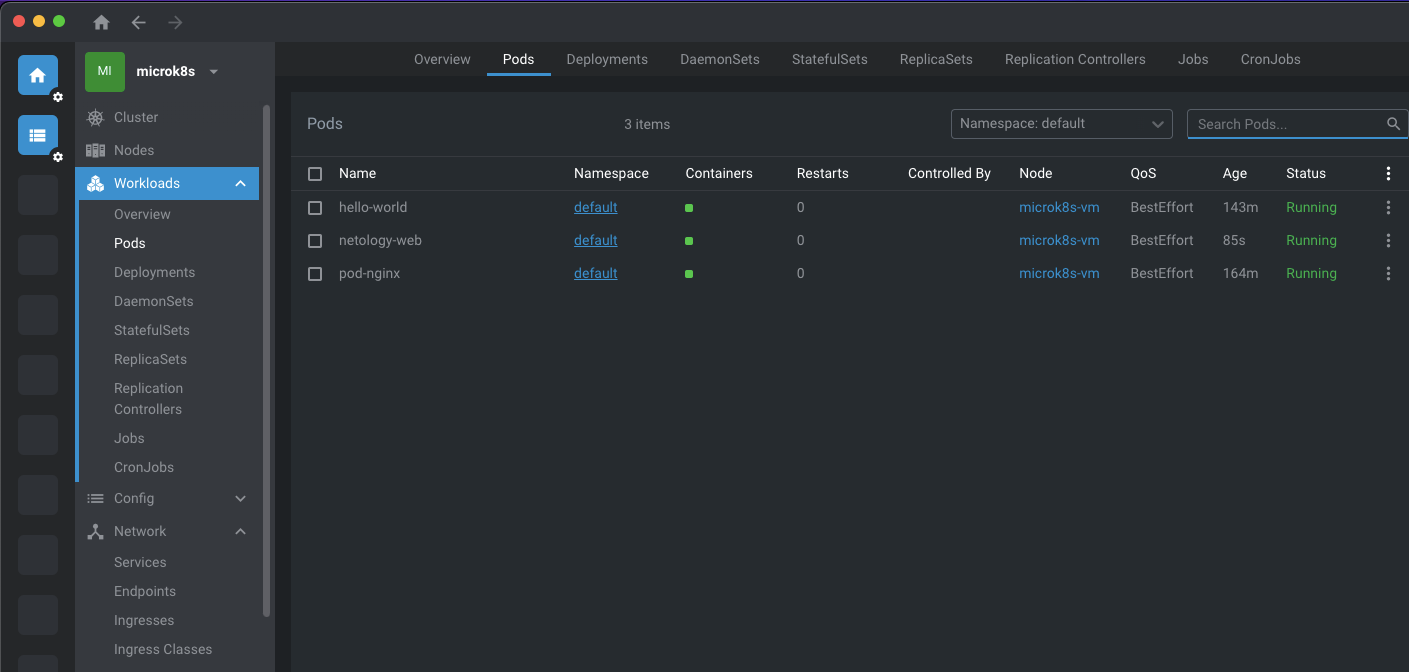 MI microk8s
Cluster
Nodes
Workloads
Overview
Pods
Deployments
DaemonSets
StatefulSets
ReplicaSets
Replication
Controllers
Jobs
CronJobs
Config
Network
Services
Endpoints
Ingresses
Ingress Classes
Overview Pods Deployments DaemonSets StatefulSets ReplicaSets Replication Controllers Jobs CronJobs
Pods 3 items Namespace: default Search Pods...
Name Namespace Containers Restarts Controlled By Node QoS Age Status
hello-world default 0 microk8s-vm BestEffort 143m Running
netology-web default 0 microk8s-vm BestEffort 85s Running
pod-nginx default 0 microk8s-vm BestEffort 164m Running